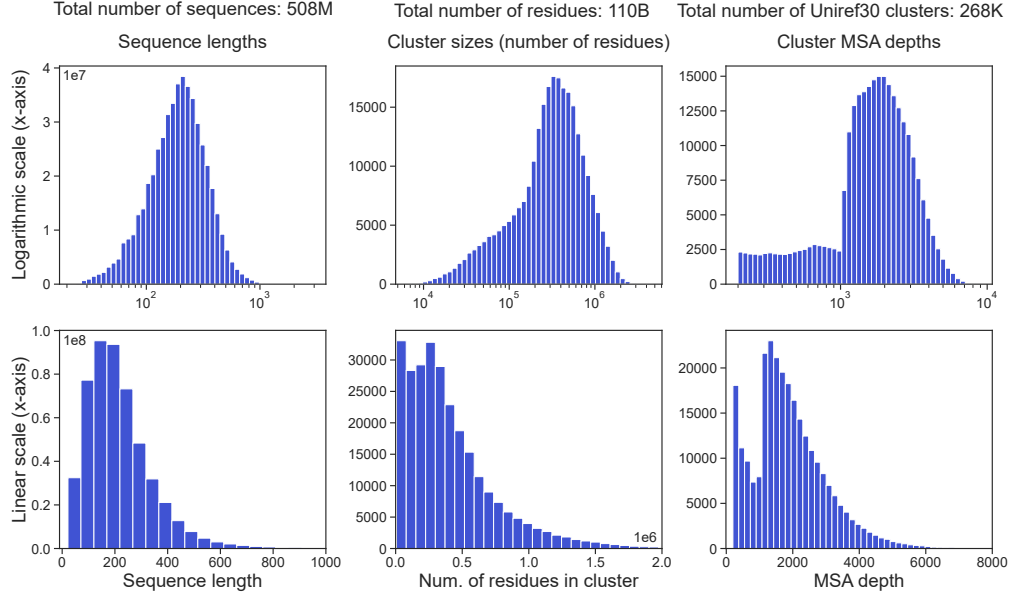 Total number of sequences: 508M
Total number of residues: 110B
Total number of Uniref30 clusters: 268K
Sequence lengths
Cluster sizes (number of residues)
Cluster MSA depths
Logarithmic scale (x-axis)
1e7
4
3
2
1
0
10²
10³
15000
10000
5000
0
10⁴
10⁵
10⁶
15000
12500
10000
7500
5000
2500
0
10³
10⁴
Linear scale (x-axis)
1e8
1.0
0.8
0.6
0.4
0.2
0.0
0 200 400 600 800 1000
Sequence length
30000
25000
20000
15000
10000
5000
0
1e6
0.0 0.5 1.0 1.5 2.0
Num. of residues in cluster
20000
15000
10000
5000
0
0 2000 4000 6000 8000
MSA depth